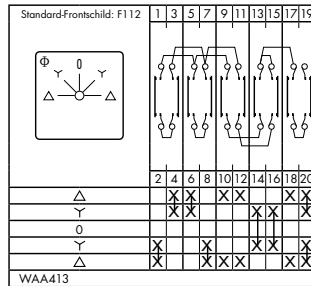 Standard-Frontschild: F112
1 3 5 7 9 11 13 15 17 19
0
2 4 6 8 10 12 14 16 18 20
X X X X X X
X X X X X
0
X X X X X
X X X X X X
WAA413